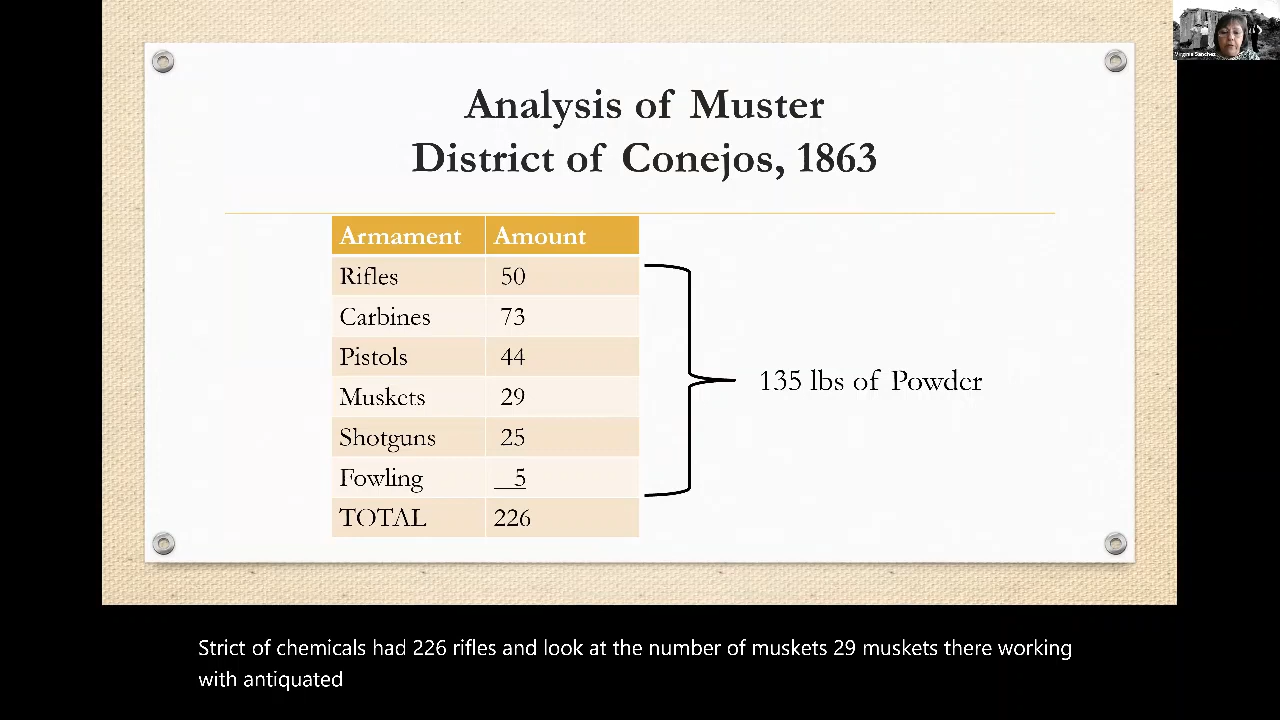 Analysis of Muster
District of Conejos, 1863
Armament Amount
Rifles 50
Carbines 73
Pistols 44
Muskets 29
Shotguns 25
Fowling 5
TOTAL 226
135 lbs of Powder
Virginia Sanchez
Strict of chemicals had 226 rifles and look at the number of muskets 29 muskets there working
with antiquated